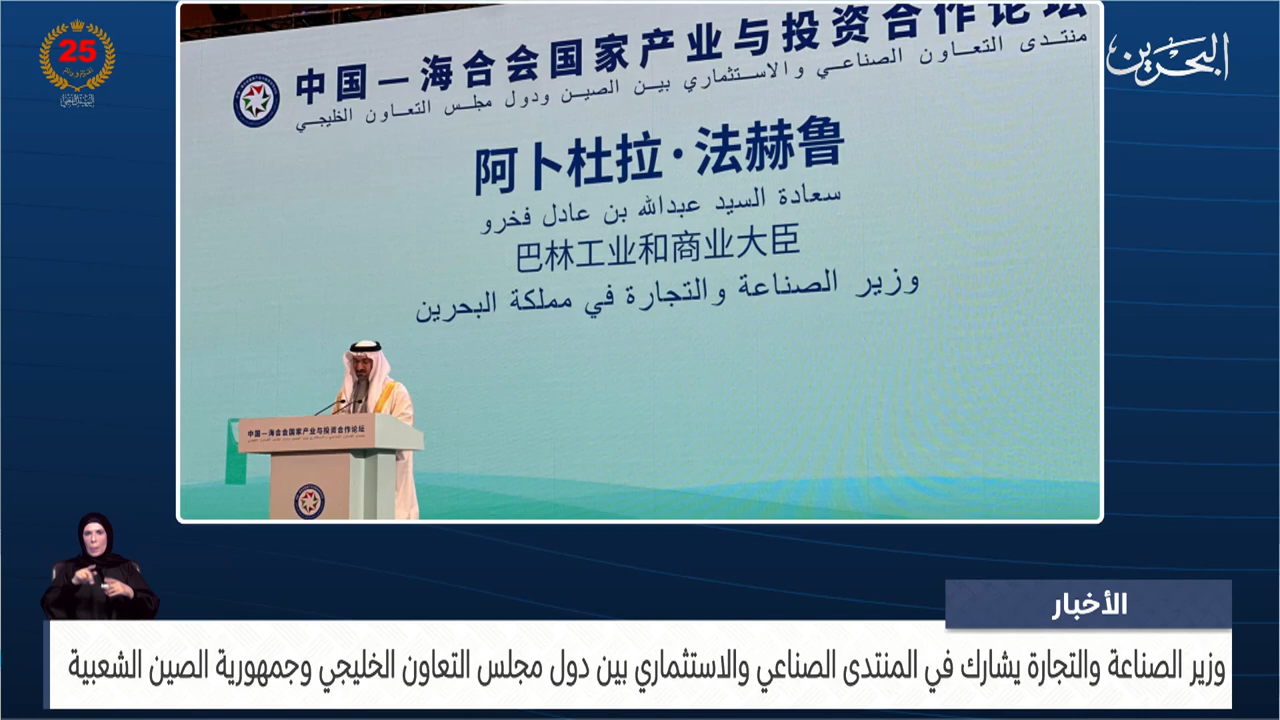 25
البحرين
中国—海合会国家产业与投资合作论坛
منتدى التعاون الصناعي والاستثماري بين الصين ودول مجلس التعاون الخليجي
阿卜杜拉·法赫鲁
سعادة السيد عبدالله بن عادل فخرو
巴林工业和商业大臣
وزير الصناعة والتجارة في مملكة البحرين
中国—海合会国家产业与投资合作论坛
الأخبار
وزير الصناعة والتجارة يشارك في المنتدى الصناعي والاستثماري بين دول مجلس التعاون الخليجي وجمهورية الصين الشعبية